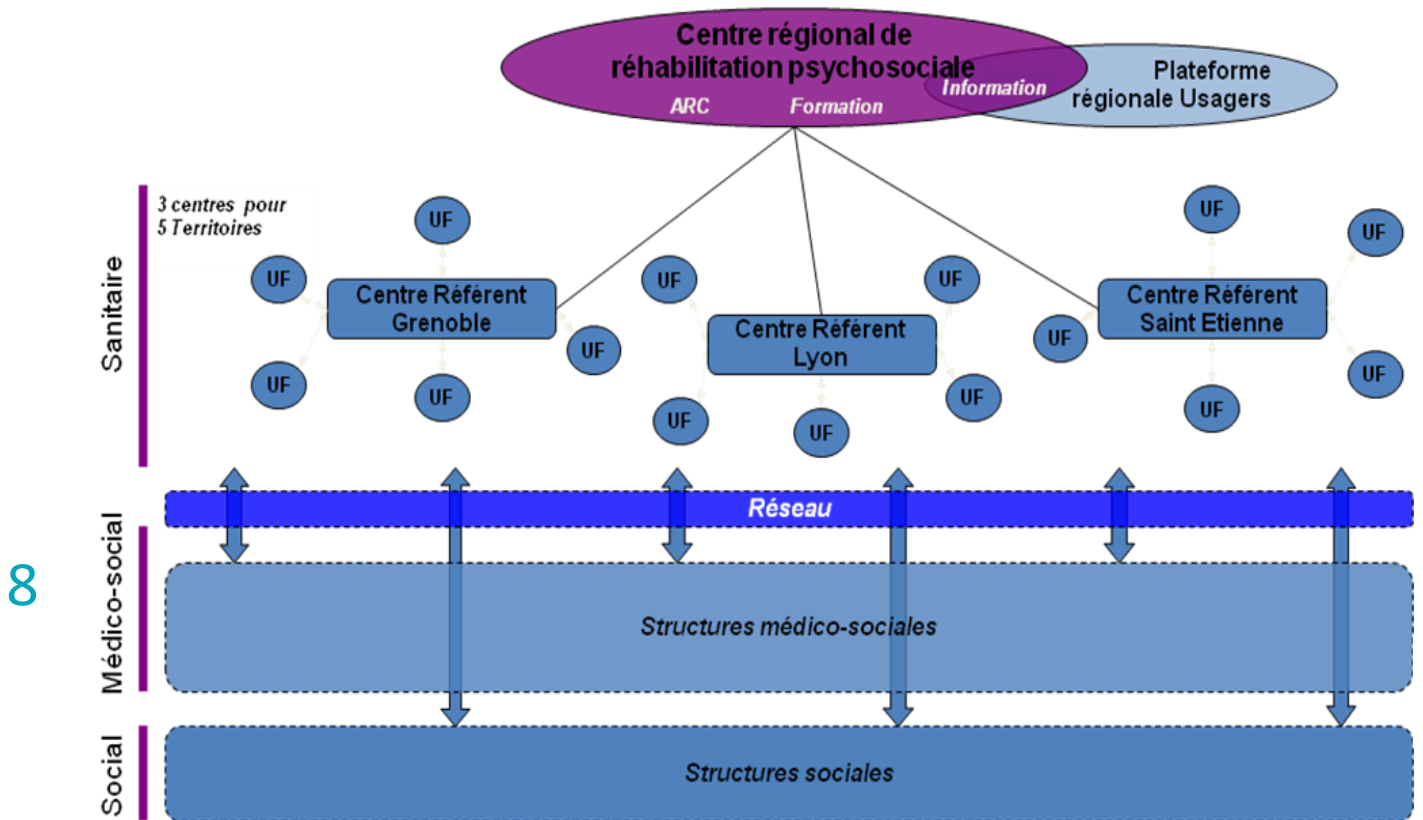 Centre régional de
réhabilitation psychosociale
ARC
Formation
Information
Plateforme
régionale Usagers
3 centres pour
5 Territoires
Sanitaire
UF
UF
UF
UF
UF
UF
Centre Référent
Grenoble
UF
UF
UF
UF
UF
Centre Référent
Lyon
UF
UF
UF
UF
UF
Centre Référent
Saint Etienne
Réseau
Médico-social
8
Structures médico-sociales
Social
Structures sociales